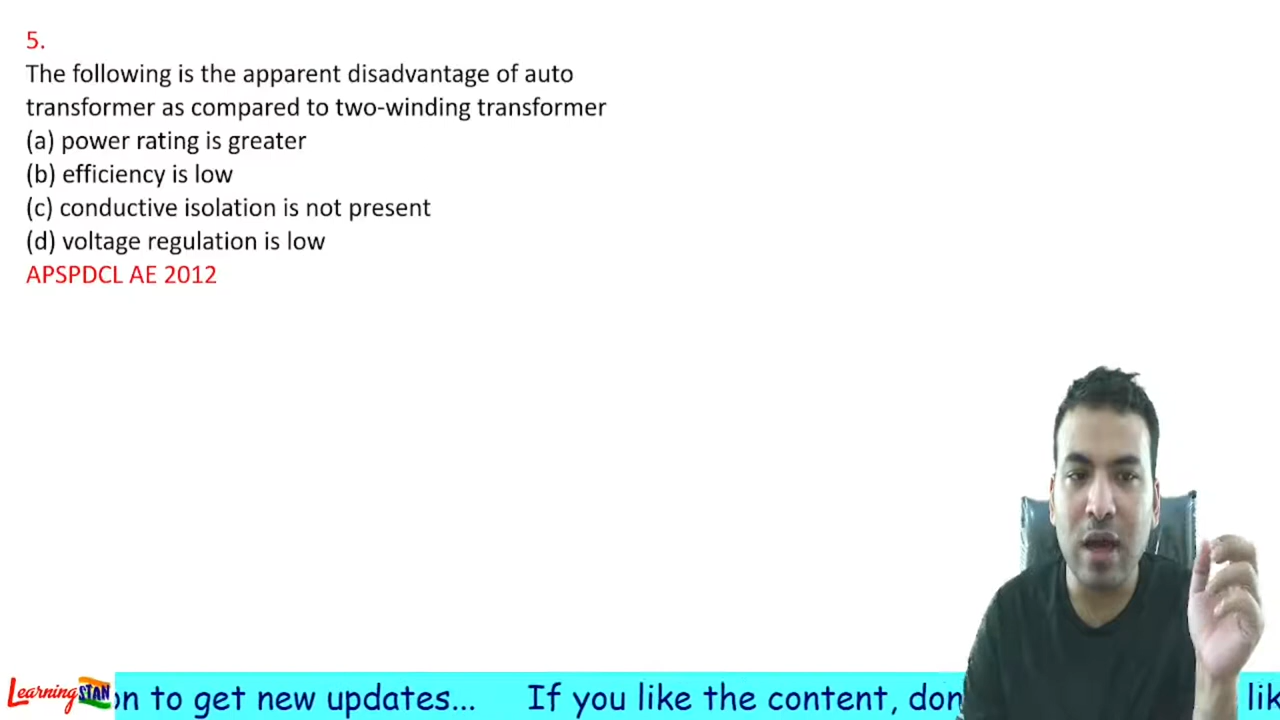 5.
The following is the apparent disadvantage of auto
transformer as compared to two-winding transformer
(a) power rating is greater
(b) efficiency is low
(c) conductive isolation is not present
(d) voltage regulation is low
APSPDCL AE 2012
LearningSTAN
on to get new updates... If you like the content, don lik